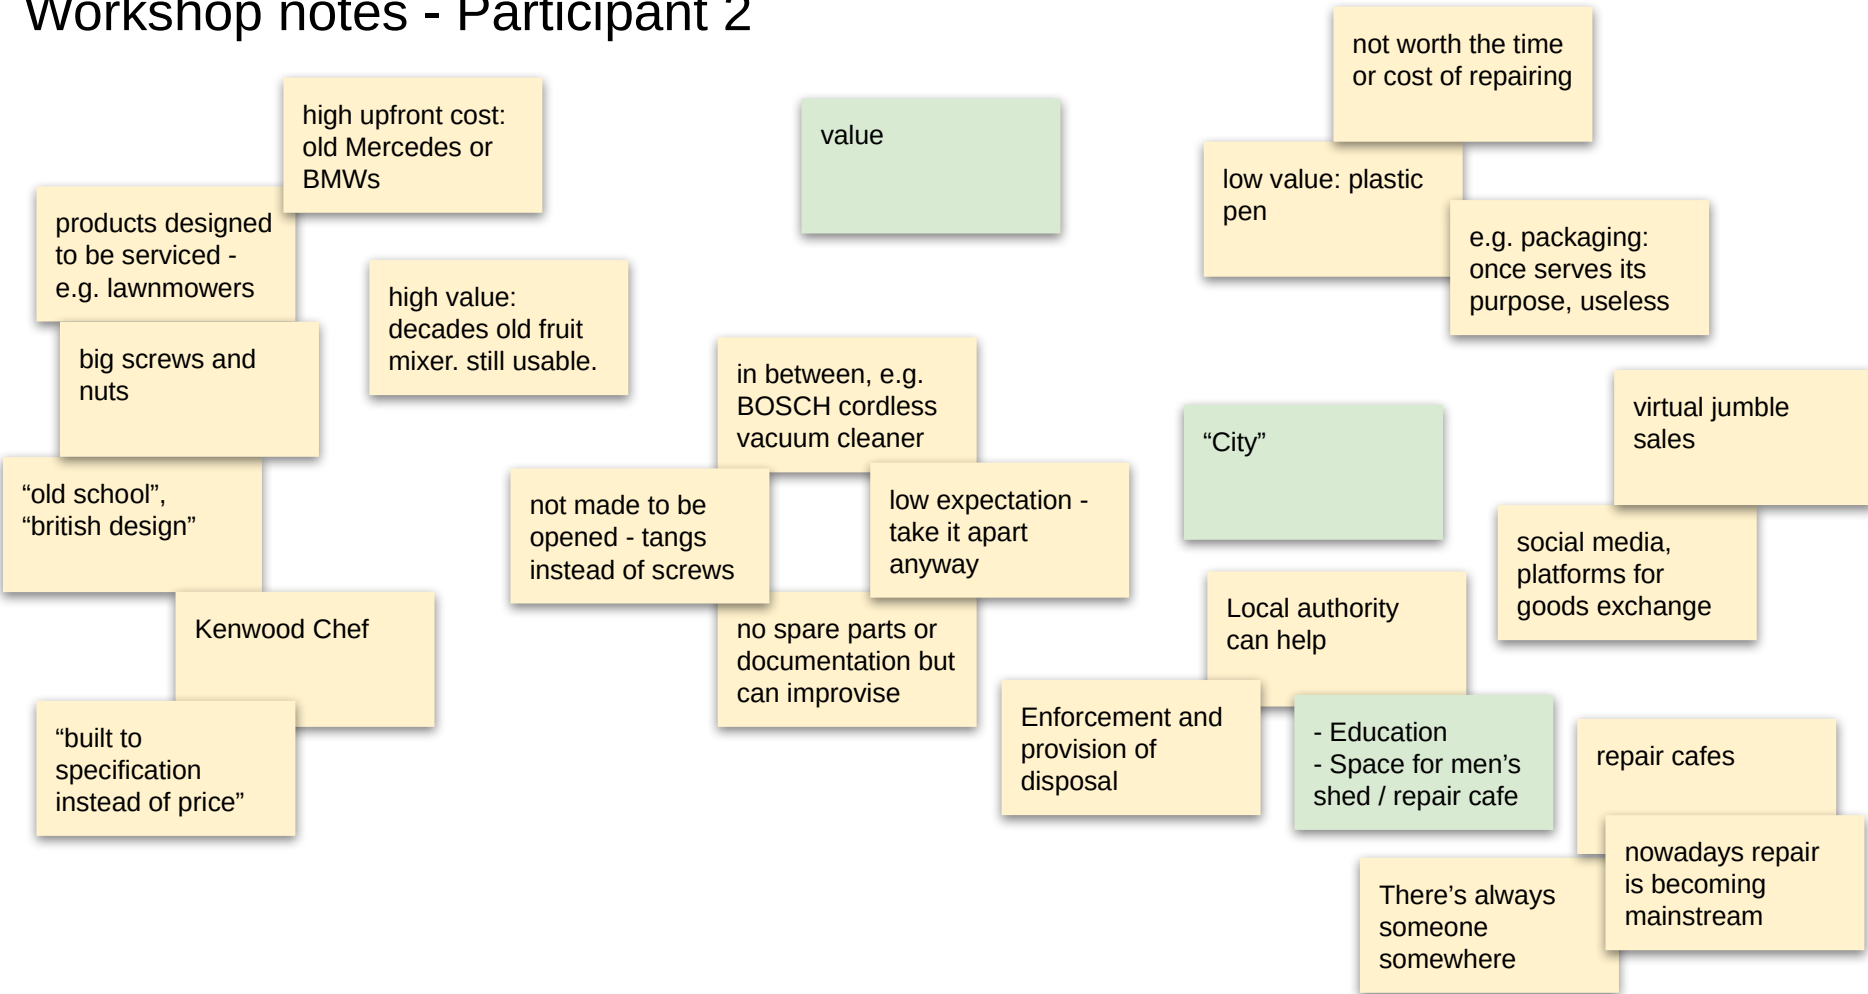 Workshop notes - Participant 2
high upfront cost:
old Mercedes or
BMWs
products designed
to be serviced -
e.g. lawnmowers
big screws and
nuts
“old school”,
“british design”
Kenwood Chef
“built to
specification
instead of price”
high value:
decades old fruit
mixer. still usable.
value
in between, e.g.
BOSCH cordless
vacuum cleaner
not made to be
opened - tangs
instead of screws
low expectation -
take it apart
anyway
no spare parts or
documentation but
can improvise
not worth the time
or cost of repairing
low value: plastic
pen
e.g. packaging:
once serves its
purpose, useless
“City”
virtual jumble
sales
social media,
platforms for
goods exchange
Local authority
can help
Enforcement and
provision of
disposal
- Education
- Space for men’s
shed / repair cafe
repair cafes
nowadays repair
is becoming
mainstream
There’s always
someone
somewhere